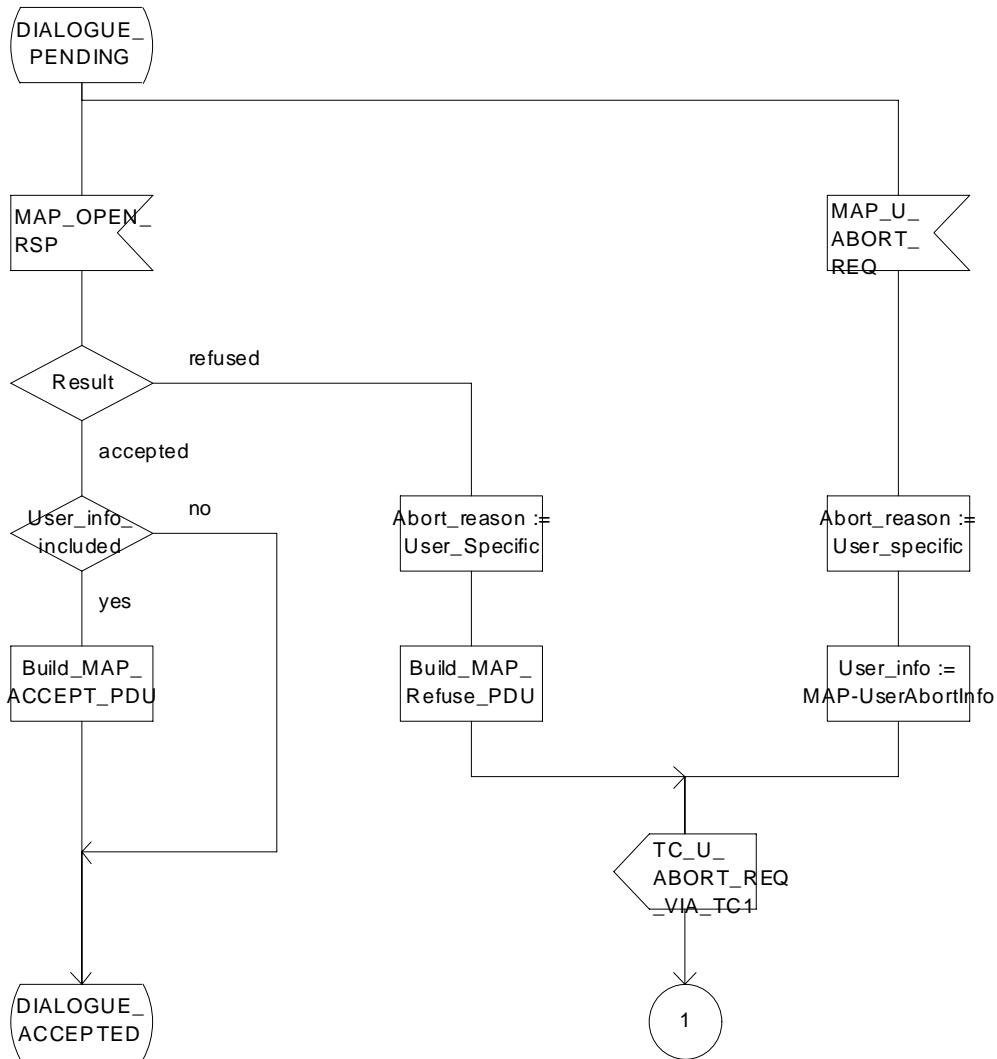 DIALOGUE_
PENDING
MAP_OPEN_
RSP
MAP_U_
ABORT_
REQ
Result
refused
accepted
User_info_
included
no
yes
Abort_reason :=
User_Specific
Abort_reason :=
User_specific
Build_MAP_
ACCEPT_PDU
Build_MAP_
Refuse_PDU
User_info :=
MAP-UserAbortInfo
TC_U_
ABORT_REQ
_VIA_TC1
DIALOGUE_
ACCEPTED
1